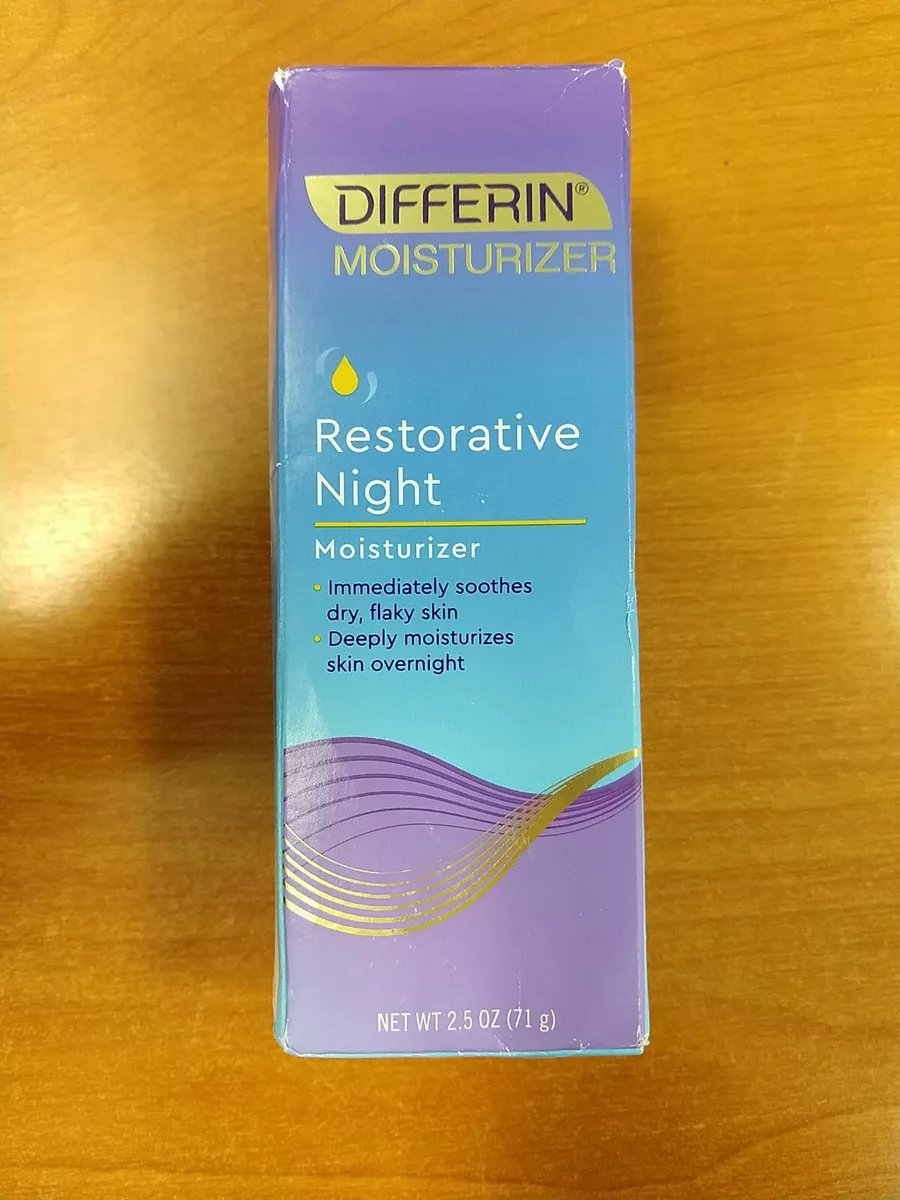 DIFFERIN®
MOISTURIZER
Restorative
Night
Moisturizer
• Immediately soothes
dry, flaky skin
• Deeply moisturizes
skin overnight
NET WT 2.5 OZ (71 g)